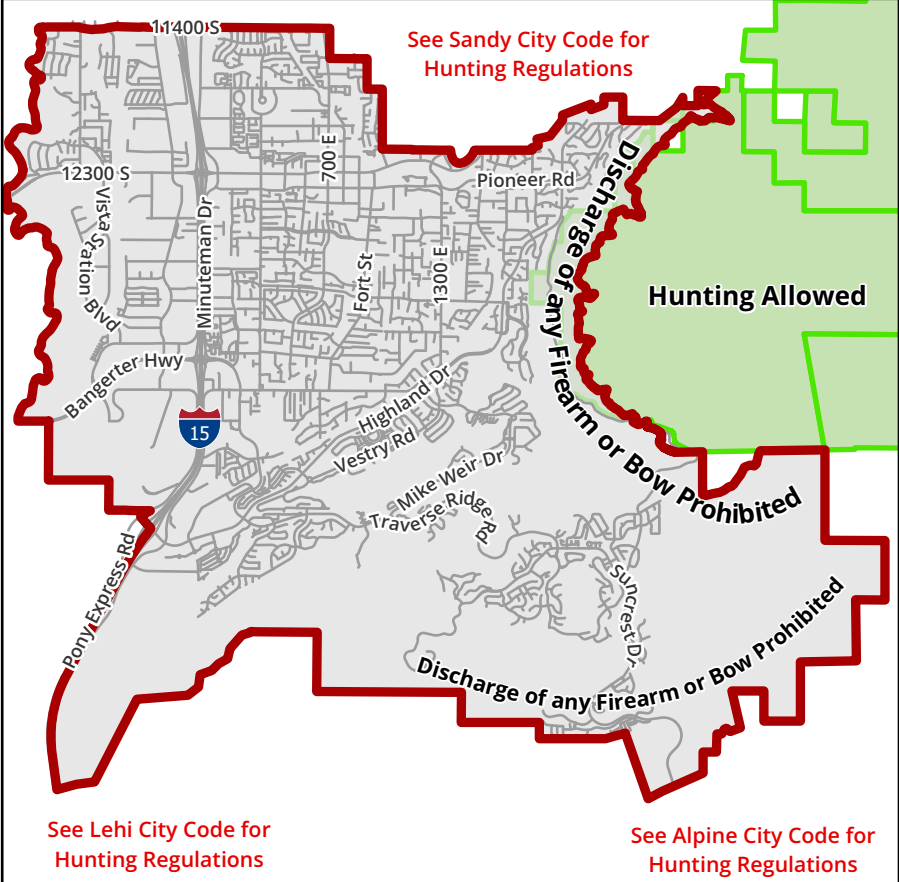 11400 S
See Sandy City Code for
Hunting Regulations
700 E
12300 S
Pioneer Rd
Vista Station Blvd
Minuteman Dr
Fort St
1300 E
Discharge of any Firearm or Bow Prohibited
Hunting Allowed
Bangerter Hwy
Highland Dr
15
Vestry Rd
Mike Weir Dr
Traverse Ridge Rd
Pony Express Rd
Suncrest Dr
Discharge of any Firearm or Bow Prohibited
See Lehi City Code for
Hunting Regulations
See Alpine City Code for
Hunting Regulations